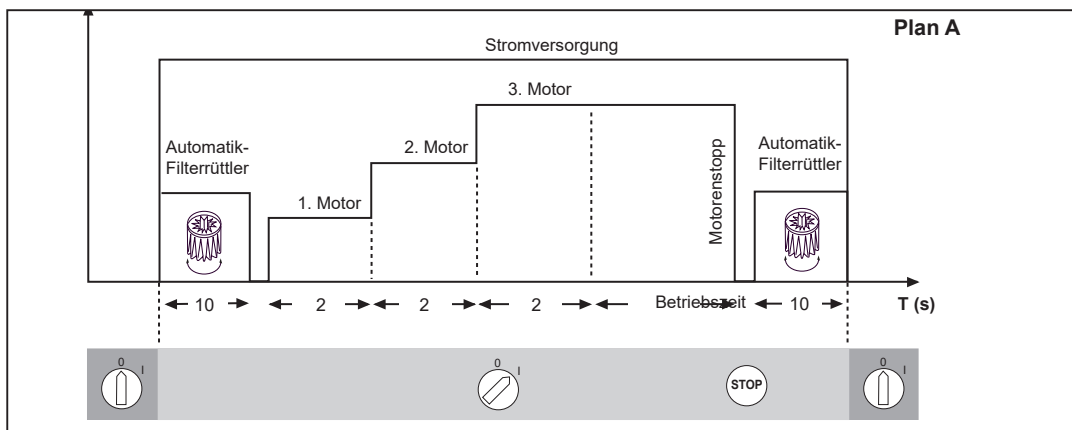 Plan A
Stromversorgung
3. Motor
Automatik-
Filterrüttler
2. Motor
1. Motor
Motorenstopp
Automatik-
Filterrüttler
10
2
2
2
Betriebszeit
10
T (s)
0
I
0
I
STOP
0
I